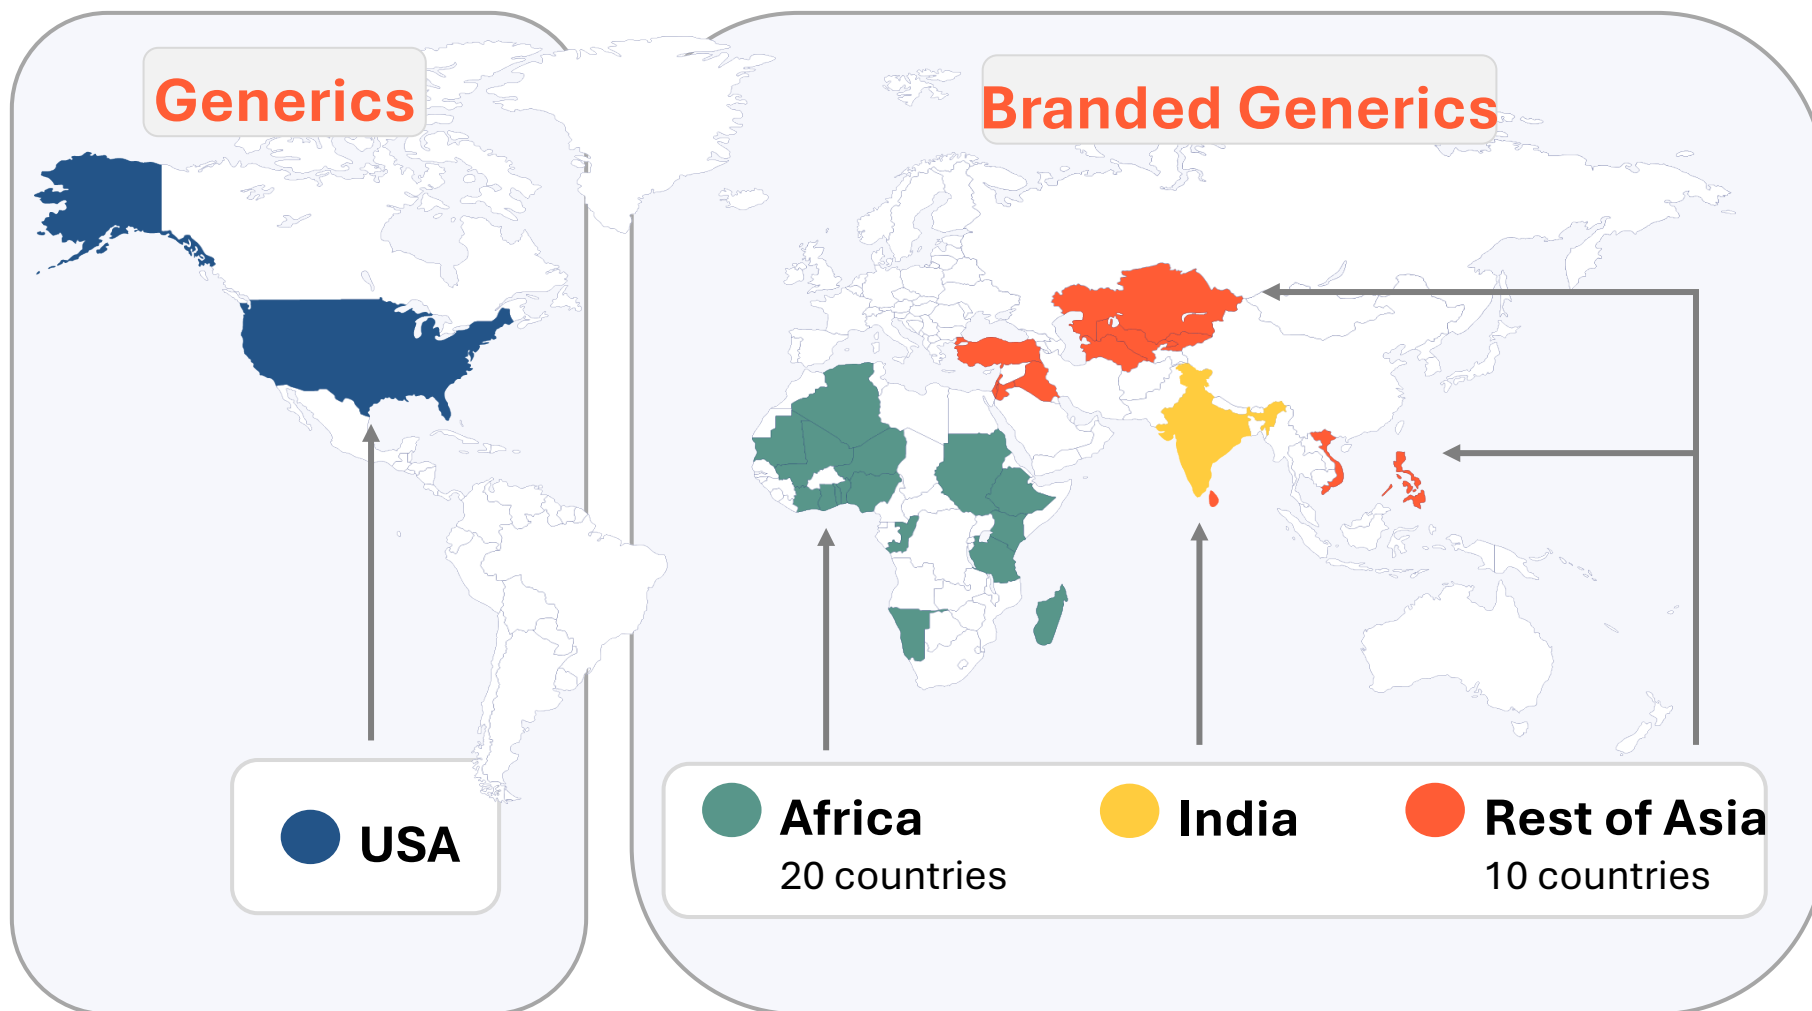 Generics
Branded Generics
USA
Africa
20 countries
India
Rest of Asia
10 countries